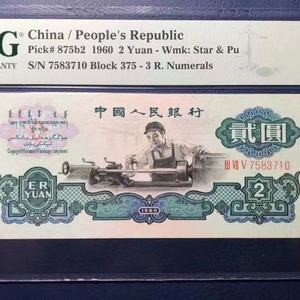 G
ANTY
China / People's Republic
Pick# 875b2 1960 2 Yuan - Wmk: Star & Pu
S/N 7583710 Block 375 - 3 R. Numerals
中國人民銀行
貳圓
III VII V 7583710
ER
YUAN
1960
2